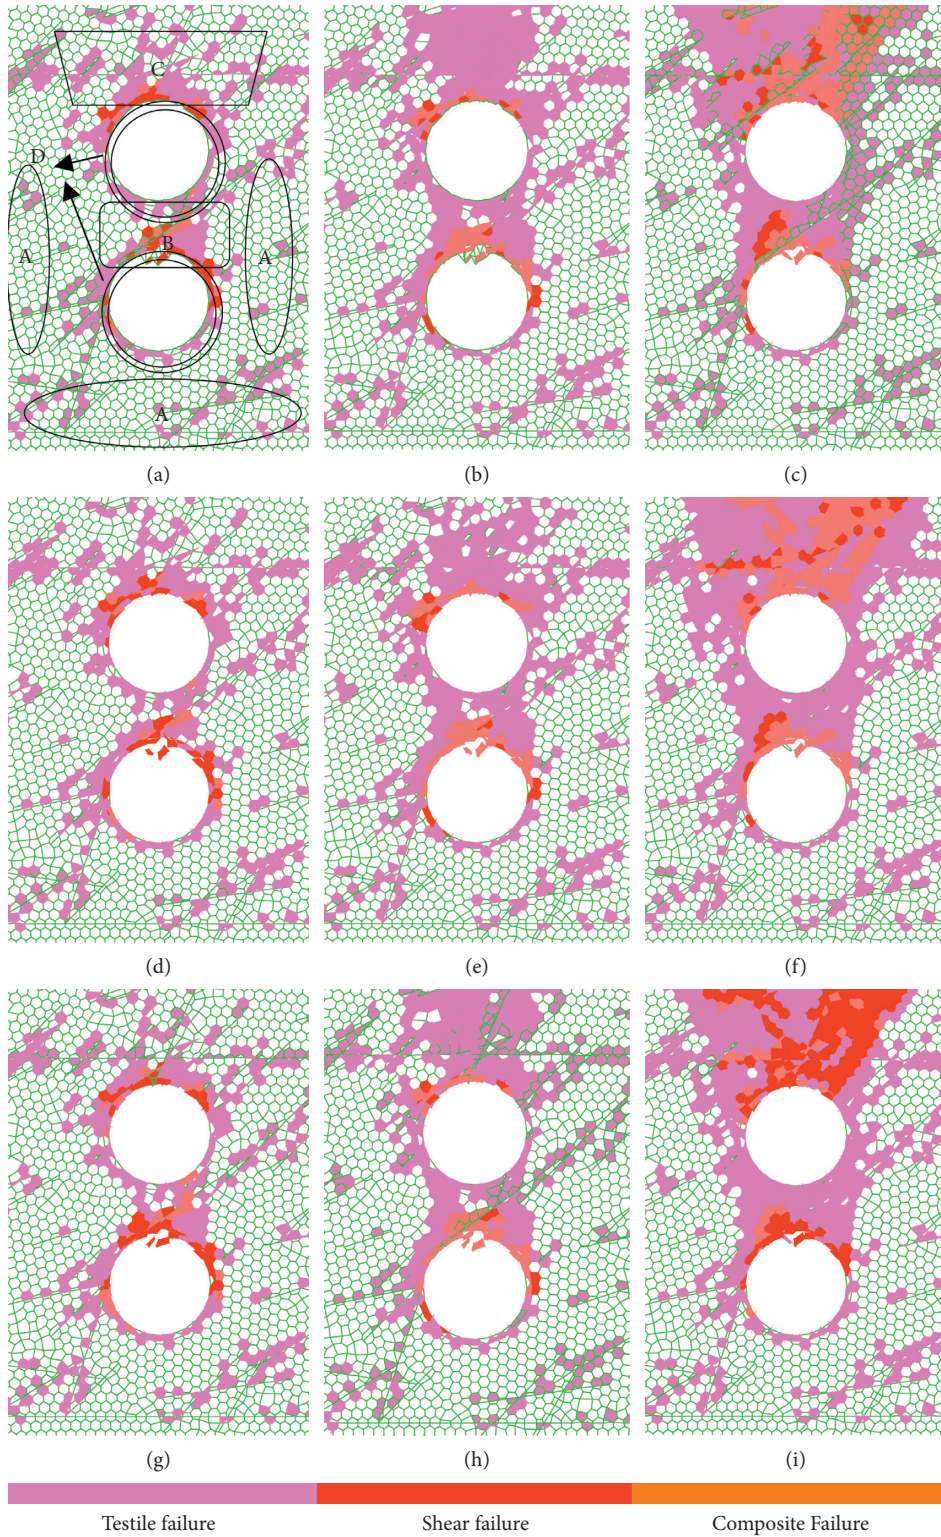 C
D
B
A
A
A
(a)
(b)
(c)
(d)
(e)
(f)
(g)
(h)
(i)
Testile failure
Shear failure
Composite Failure